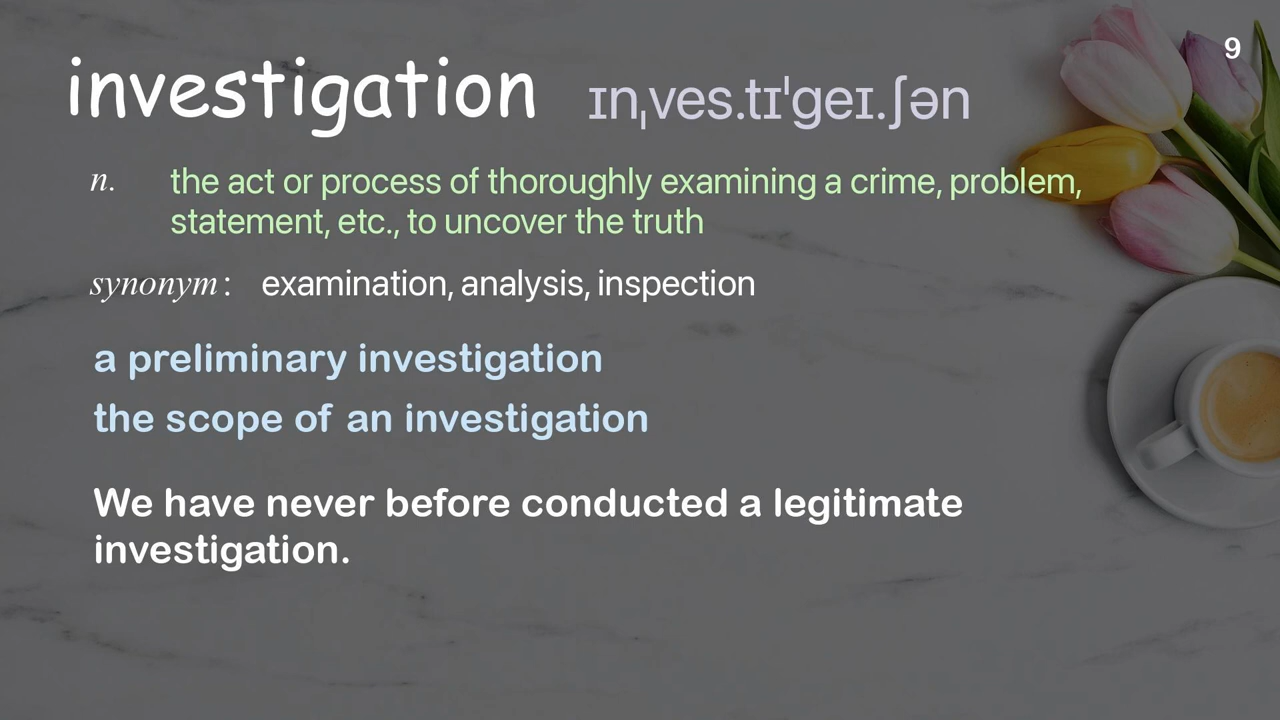 9
investigation ɪnˌves.tɪˈɡeɪ.ʃən
n. the act or process of thoroughly examining a crime, problem,
statement, etc., to uncover the truth
synonym : examination, analysis, inspection
a preliminary investigation
the scope of an investigation
We have never before conducted a legitimate
investigation.